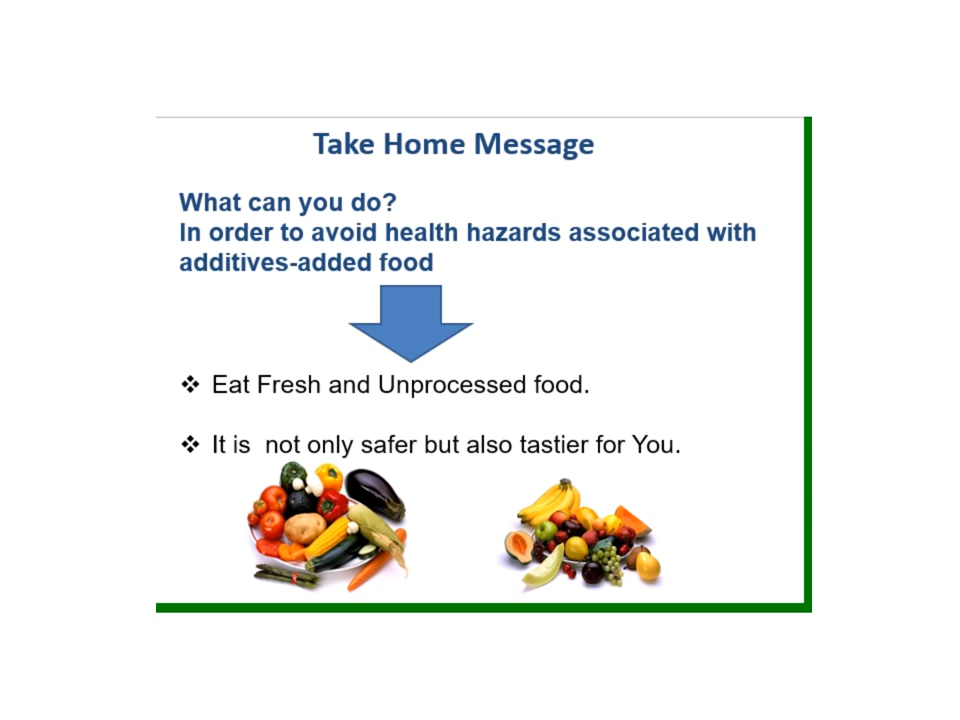 Take Home Message
What can you do?
In order to avoid health hazards associated with
additives-added food
❖ Eat Fresh and Unprocessed food.
❖ It is  not only safer but also tastier for You.